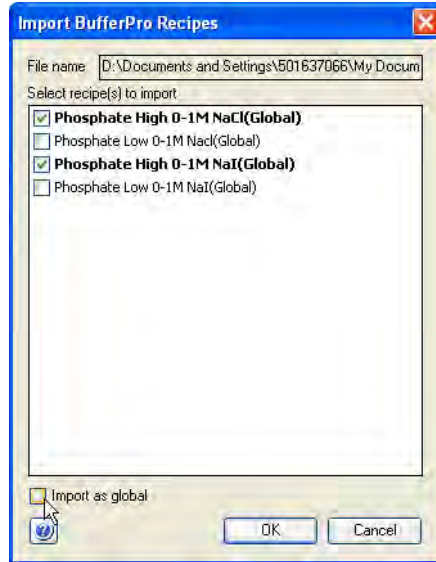 Import BufferPro Recipes
File name D:\Documents and Settings\501637066\My Docum
Select recipe(s) to import
Phosphate High 0-1M NaCl(Global)
Phosphate Low 0-1M Nacl(Global)
Phosphate High 0-1M NaI(Global)
Phosphate Low 0-1M NaI(Global)
Import as global
? OK Cancel